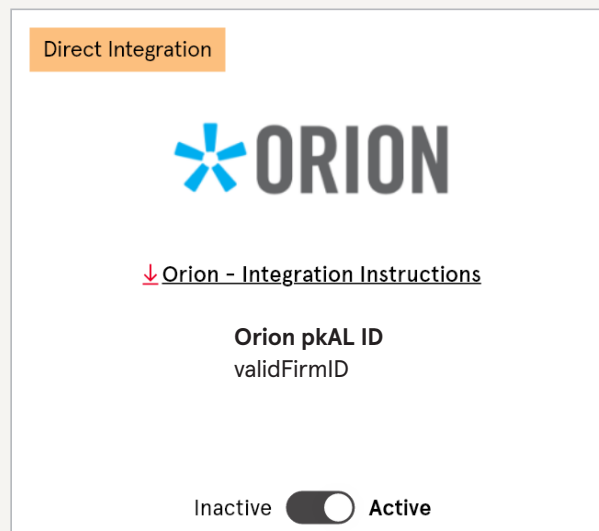 Direct Integration
ORION
Orion - Integration Instructions
Orion pkAL ID
validFirmID
Inactive Active